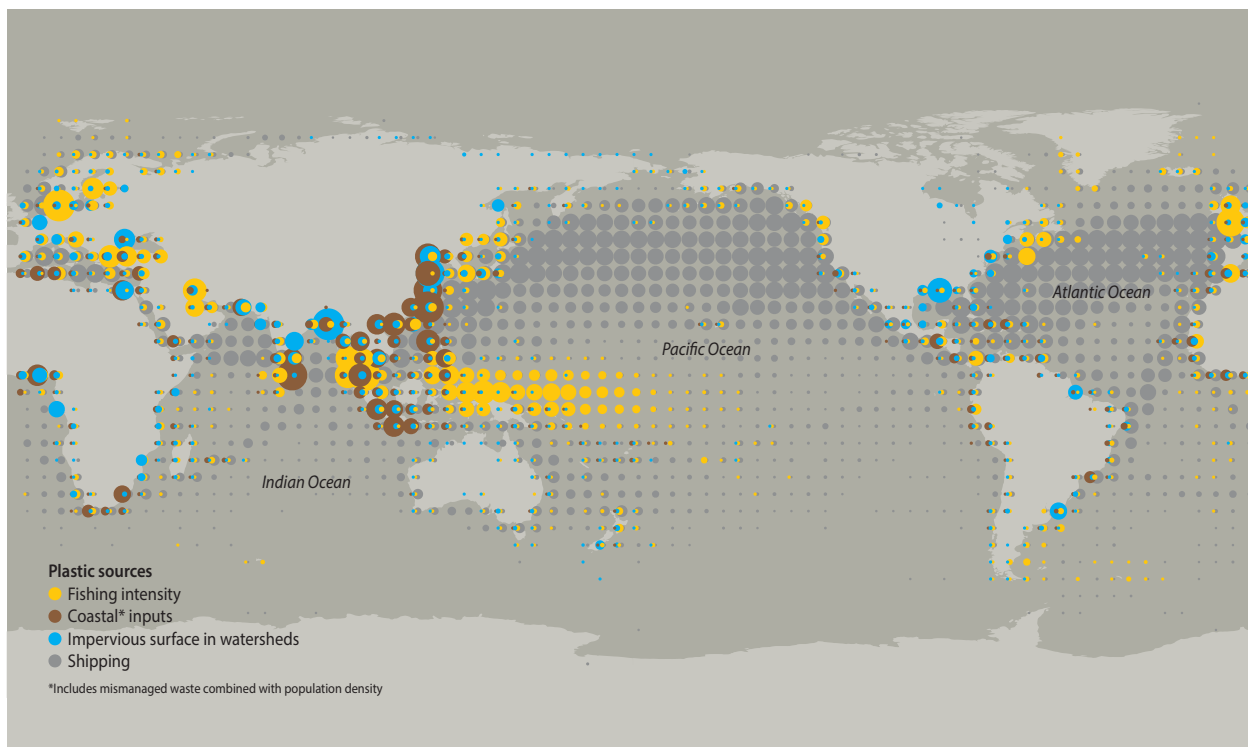 Atlantic Ocean
Pacific Ocean
Indian Ocean
Plastic sources
Fishing intensity
Coastal* inputs
Impervious surface in watersheds
Shipping
*Includes mismanaged waste combined with population density